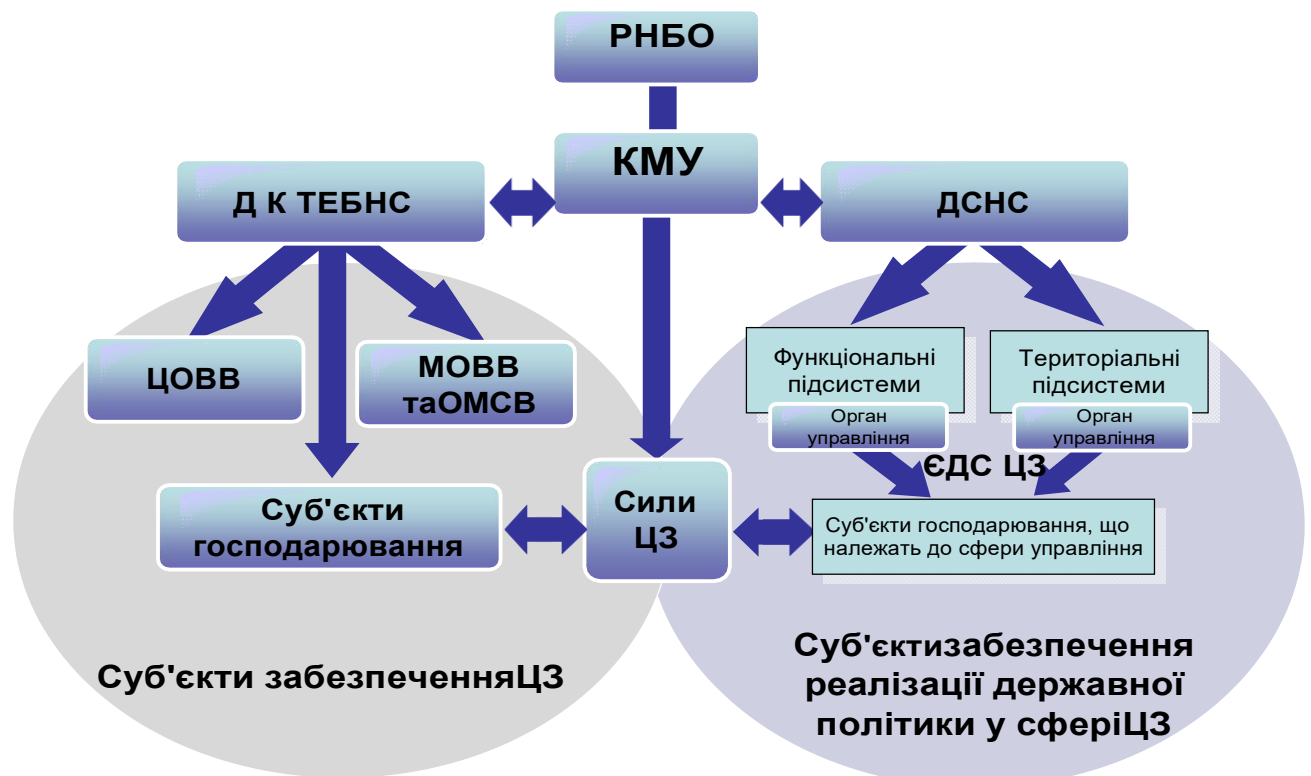 РНБО
КМУ
Д К ТЕБНС
ДСНС
ЦОВВ
МОВВ
таОМСВ
Функціональні
підсистеми
Територіальні
підсистеми
Орган
управління
Орган
управління
ЄДС ЦЗ
Суб'єкти
господарювання
Сили
ЦЗ
Суб'єкти господарювання, що
належать до сфери управління
Суб'єкти забезпеченняЦЗ
Суб'єктизабезпечення
реалізації державної
політики у сферіЦЗ